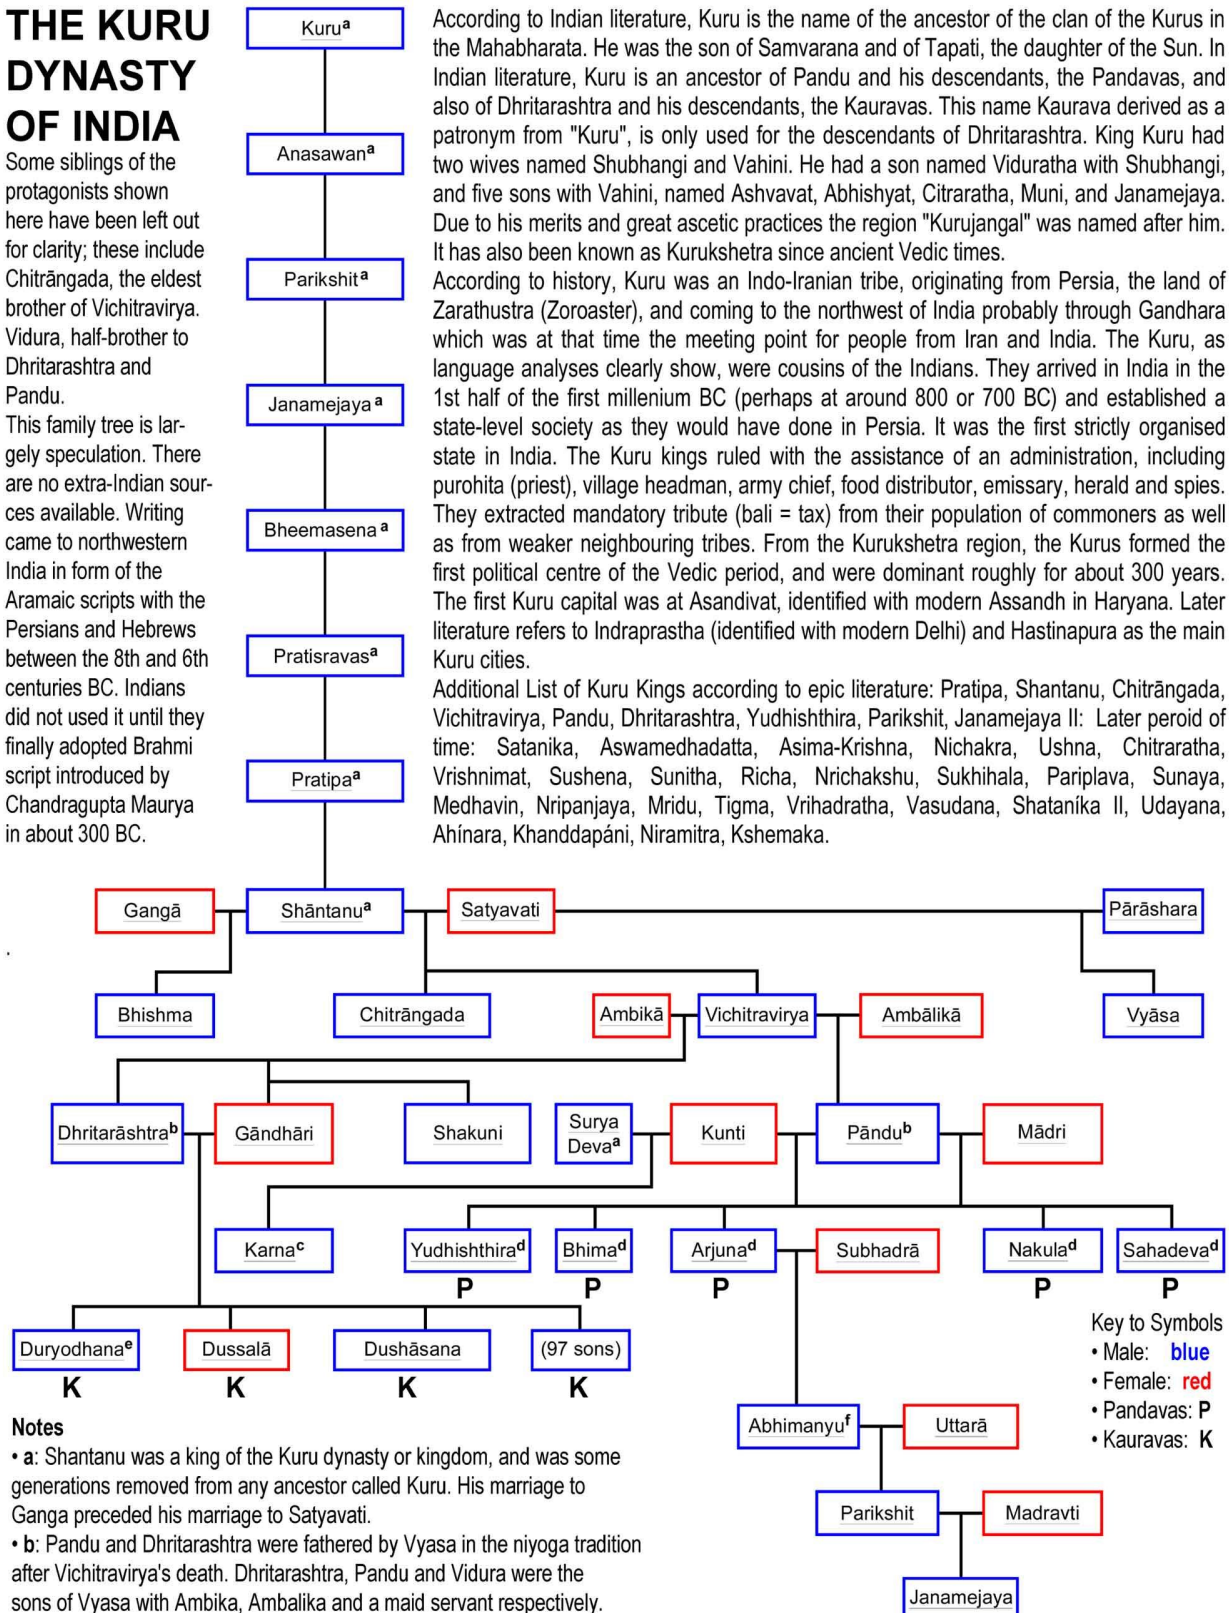 THE KURU
DYNASTY
OF INDIA
Some siblings of the
protagonists shown
here have been left out
for clarity; these include
Chitrāngada, the eldest
brother of Vichitravirya.
Vidura, half-brother to
Dhritarashtra and
Pandu.
This family tree is lar-
gely speculation. There
are no extra-Indian sour-
ces available. Writing
came to northwestern
India in form of the
Aramaic scripts with the
Persians and Hebrews
between the 8th and 6th
centuries BC. Indians
did not used it until they
finally adopted Brahmi
script introduced by
Chandragupta Maurya
in about 300 BC.
Kuruᵃ
Anasawanᵃ
Parikshitᵃ
Janamejayaᵃ
Bheemasenaᵃ
Pratisravasᵃ
Pratipaᵃ
According to Indian literature, Kuru is the name of the ancestor of the clan of the Kurus in
the Mahabharata. He was the son of Samvarana and of Tapati, the daughter of the Sun. In
Indian literature, Kuru is an ancestor of Pandu and his descendants, the Pandavas, and
also of Dhritarashtra and his descendants, the Kauravas. This name Kaurava derived as a
patronym from "Kuru", is only used for the descendants of Dhritarashtra. King Kuru had
two wives named Shubhangi and Vahini. He had a son named Viduratha with Shubhangi,
and five sons with Vahini, named Ashvavat, Abhishyat, Citraratha, Muni, and Janamejaya.
Due to his merits and great ascetic practices the region "Kurujangal" was named after him.
It has also been known as Kurukshetra since ancient Vedic times.
According to history, Kuru was an Indo-Iranian tribe, originating from Persia, the land of
Zarathustra (Zoroaster), and coming to the northwest of India probably through Gandhara
which was at that time the meeting point for people from Iran and India. The Kuru, as
language analyses clearly show, were cousins of the Indians. They arrived in India in the
1st half of the first millenium BC (perhaps at around 800 or 700 BC) and established a
state-level society as they would have done in Persia. It was the first strictly organised
state in India. The Kuru kings ruled with the assistance of an administration, including
purohita (priest), village headman, army chief, food distributor, emissary, herald and spies.
They extracted mandatory tribute (bali = tax) from their population of commoners as well
as from weaker neighbouring tribes. From the Kurukshetra region, the Kurus formed the
first political centre of the Vedic period, and were dominant roughly for about 300 years.
The first Kuru capital was at Asandivat, identified with modern Assandh in Haryana. Later
literature refers to Indraprastha (identified with modern Delhi) and Hastinapura as the main
Kuru cities.
Additional List of Kuru Kings according to epic literature: Pratipa, Shantanu, Chitrāngada,
Vichitravirya, Pandu, Dhritarashtra, Yudhishthira, Parikshit, Janamejaya II: Later peroid of
time: Satanika, Aswamedhadatta, Asima-Krishna, Nichakra, Ushna, Chitraratha,
Vrishnimat, Sushena, Sunitha, Richa, Nrichakshu, Sukhihala, Pariplava, Sunaya,
Medhavin, Nripanjaya, Mridu, Tigma, Vrihadratha, Vasudana, Shataníka II, Udayana,
Ahínara, Khanddapáni, Niramitra, Kshemaka.
Gangā Shāntanuᵃ Satyavati Pārāshara
Bhishma Chitrāngada Ambikā Vichitravirya Ambālikā Vyāsa
Dhritarāshtraᵇ Gāndhāri Shakuni Surya Devaᵃ Kunti Pānduᵇ Mādri
Karnaᶜ Yudhishthiraᵈ Bhimaᵈ Arjunaᵈ Subhadrā Nakulaᵈ Sahadevaᵈ
P P P P P
Duryodhanaᵉ Dussalā Dushāsana (97 sons)
K K K K
Key to Symbols
• Male: blue
• Female: red
• Pandavas: P
• Kauravas: K
Abhimanyuᶠ Uttarā
Parikshit Madravti
Janamejaya
Notes
• a: Shantanu was a king of the Kuru dynasty or kingdom, and was some
generations removed from any ancestor called Kuru. His marriage to
Ganga preceded his marriage to Satyavati.
• b: Pandu and Dhritarashtra were fathered by Vyasa in the niyoga tradition
after Vichitravirya's death. Dhritarashtra, Pandu and Vidura were the
sons of Vyasa with Ambika, Ambalika and a maid servant respectively.